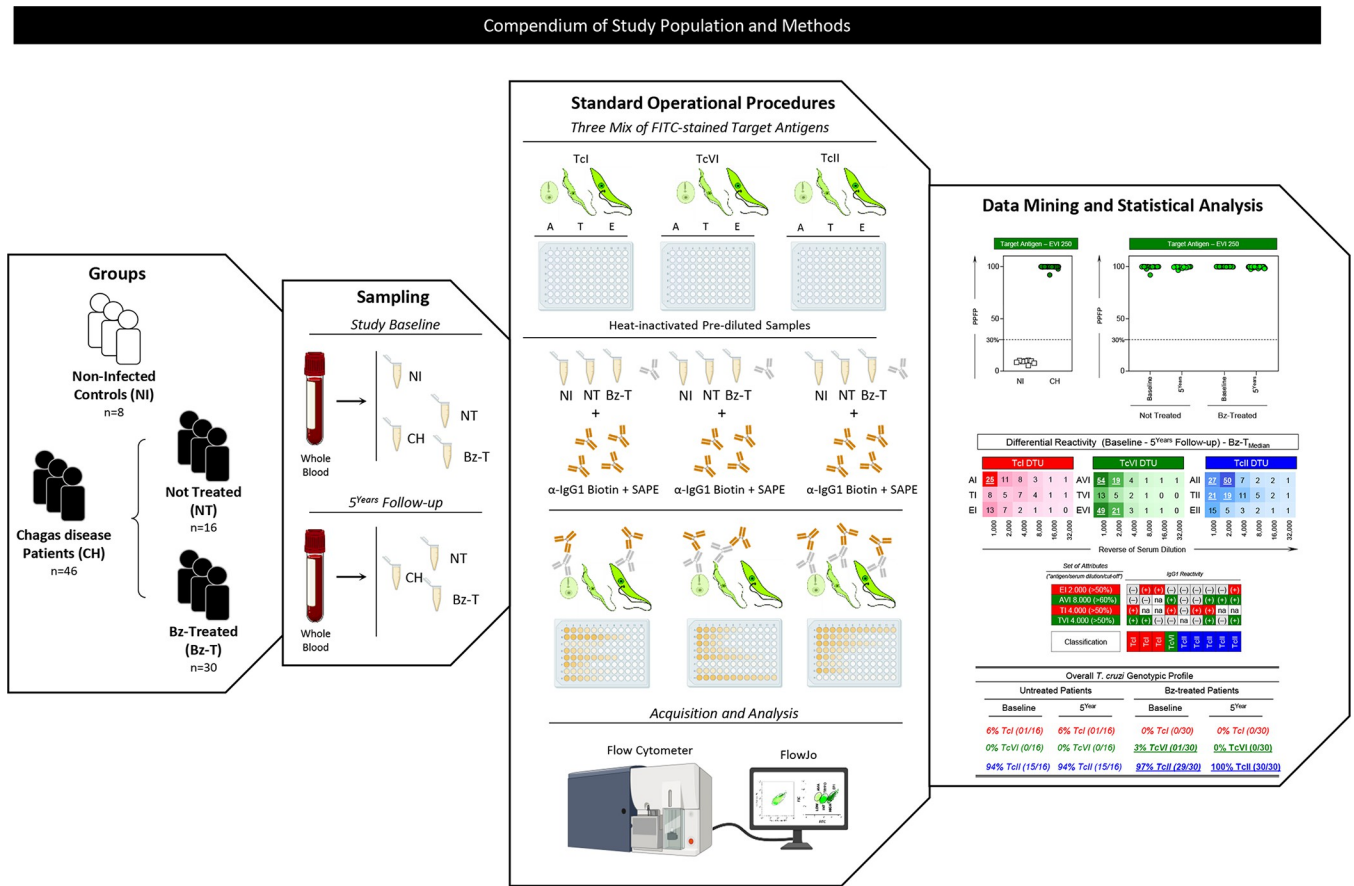 Compendium of Study Population and Methods
Groups
Non-Infected
Controls (NI)
n=8
Chagas disease
Patients (CH)
n=46
Not Treated
(NT)
n=16
Bz-Treated
(Bz-T)
n=30
Sampling
Study Baseline
Whole
Blood
NI
NT
CH
Bz-T
5Years Follow-up
Whole
Blood
NT
CH
Bz-T
Standard Operational Procedures
Three Mix of FITC-stained Target Antigens
TcI TcVI TcII
A T E A T E A T E
Heat-inactivated Pre-diluted Samples
NI NT Bz-T NI NT Bz-T NI NT Bz-T
+ + +
α-IgG1 Biotin + SAPE α-IgG1 Biotin + SAPE α-IgG1 Biotin + SAPE
Acquisition and Analysis
Flow Cytometer FlowJo
Data Mining and Statistical Analysis
Target Antigen – EVI 250
PPFP
100
50
30%
0
NI CH
Target Antigen – EVI 250
PPFP
100
50
30%
0
Baseline 5Years Baseline 5Years
Not Treated Bz-Treated
Differential Reactivity (Baseline - 5Years Follow-up) - Bz-TMedian
TcI DTU TcVI DTU TcII DTU
AI 25 11 8 3 1 1 AVI 54 19 4 1 1 1 AII 27 50 7 2 2 1
TI 8 5 7 4 1 1 TVI 13 5 2 1 0 0 TII 21 19 11 5 2 1
EI 13 7 2 1 1 0 EVI 49 21 3 1 1 0 EII 15 5 3 2 2 1
1,000 2,000 4,000 8,000 16,000 32,000 1,000 2,000 4,000 8,000 16,000 32,000 1,000 2,000 4,000 8,000 16,000 32,000
Reverse of Serum Dilution
Set of Attributes
("antigen/serum dilution/cut-off")
IgG1 Reactivity
EI 2.000 (>50%) (–) (+) (+) (–) (–) (–) (–) (–) (+)
AVI 8.000 (>60%) (–) (–) na (+) (–) (–) (+) (+) (+)
TI 4.000 (>50%) (+) na na (+) (–) (+) (+) na na
TVI 4.000 (>50%) (+) (+) (–) (–) (–) (–) (+) (–) (+)
Classification TcI TcI TcI TcVI TcII TcII TcII TcII TcII
Overall T. cruzi Genotypic Profile
Untreated Patients Bz-treated Patients
Baseline 5Year Baseline 5Year
6% TcI (01/16) 6% TcI (01/16) 0% TcI (0/30) 0% TcI (0/30)
0% TcVI (0/16) 0% TcVI (0/16) 3% TcVI (01/30) 0% TcVI (0/30)
94% TcII (15/16) 94% TcII (15/16) 97% TcII (29/30) 100% TcII (30/30)